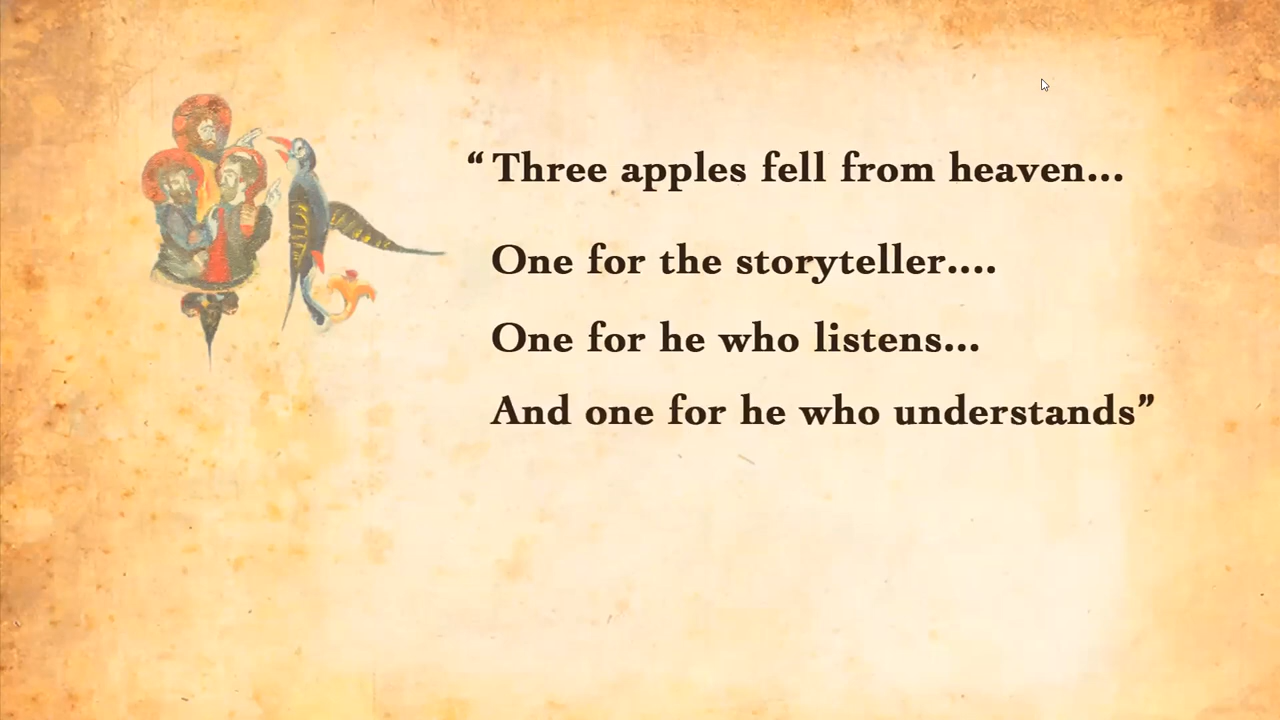 “ Three apples fell from heaven...
One for the storyteller....
One for he who listens...
And one for he who understands”